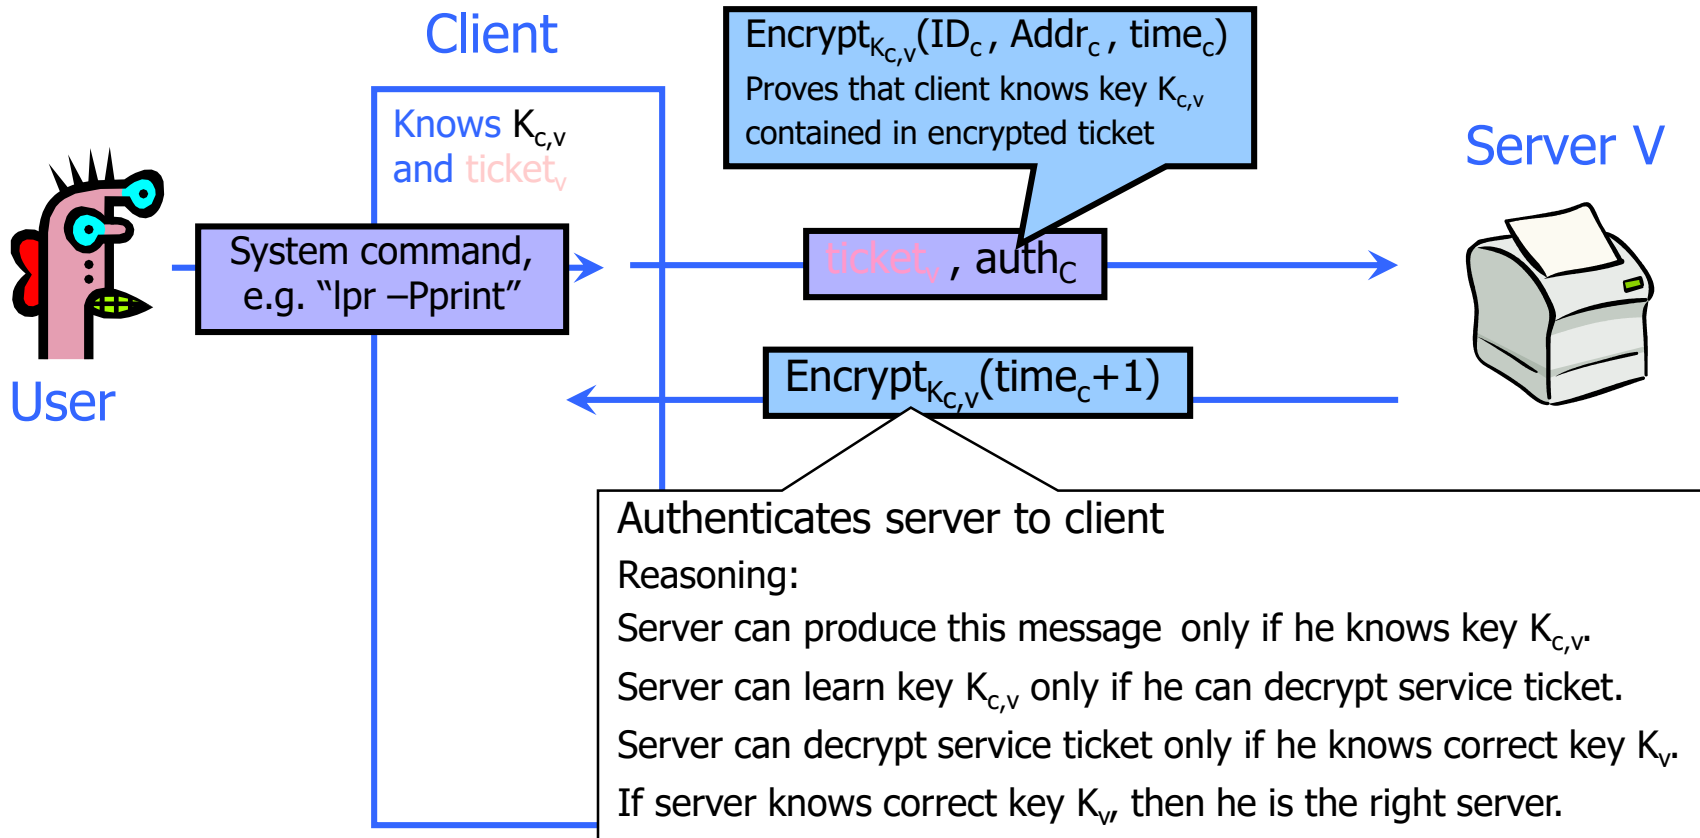 Client
Encrypt_{K_{c,v}}(ID_c , Addr_c , time_c)
Proves that client knows key K_{c,v}
contained in encrypted ticket
Knows K_{c,v}
and ticket_v
Server V
System command,
e.g. “lpr –Pprint”
ticket_v , auth_C
Encrypt_{K_{c,v}}(time_c+1)
User
Authenticates server to client
Reasoning:
Server can produce this message only if he knows key K_{c,v}.
Server can learn key K_{c,v} only if he can decrypt service ticket.
Server can decrypt service ticket only if he knows correct key K_v.
If server knows correct key K_v, then he is the right server.